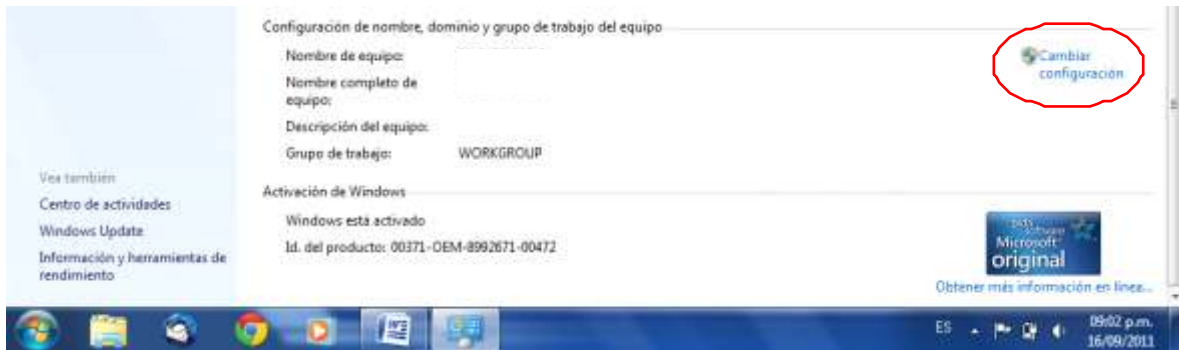 Configuración de nombre, dominio y grupo de trabajo del equipo
Nombre de equipo:
Cambiar
configuración
Nombre completo de
equipo:
Descripción del equipo:
Grupo de trabajo: WORKGROUP
Vea también
Centro de actividades
Windows Update
Información y herramientas de
rendimiento
Activación de Windows
Windows está activado
Id. del producto: 00371-OEM-8992671-00472
software
Microsoft
original
Obtener más información en línea...
ES
09:02 p.m.
16/09/2011